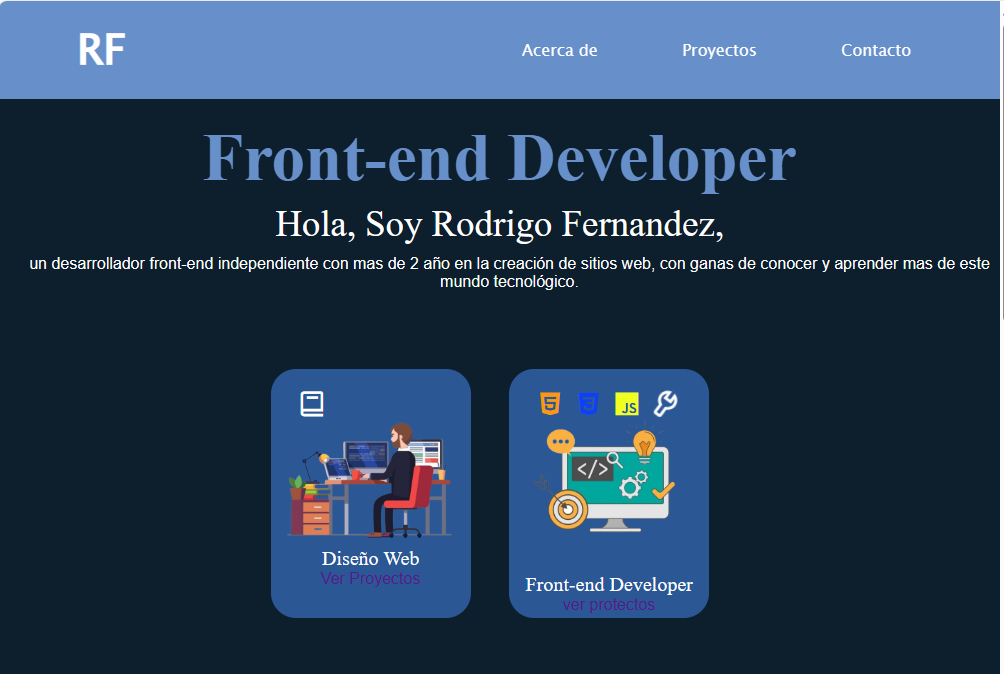 RF
Acerca de Proyectos Contacto
Front-end Developer
Hola, Soy Rodrigo Fernandez,
un desarrollador front-end independiente con mas de 2 año en la creación de sitios web, con ganas de conocer y aprender mas de este
mundo tecnológico.
5 3 JS
</>
Diseño Web
Ver Proyectos
Front-end Developer
ver protectos